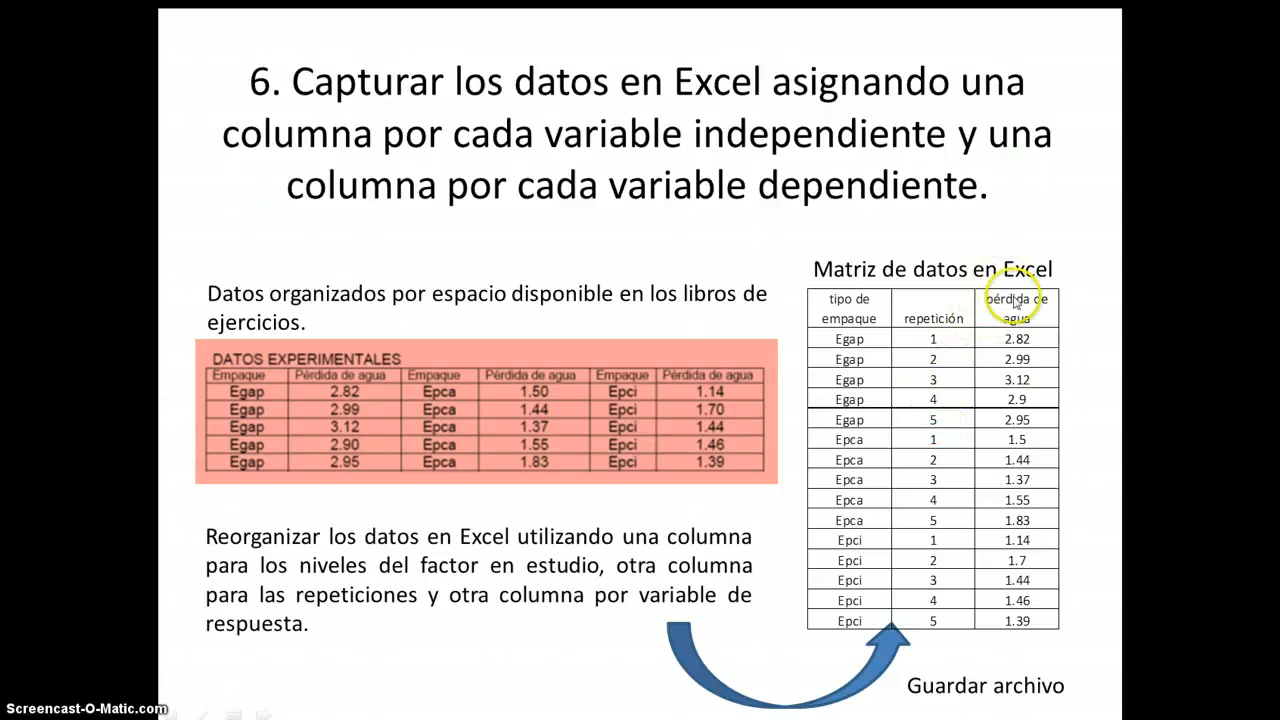 6. Capturar los datos en Excel asignando una
columna por cada variable independiente y una
columna por cada variable dependiente.
Datos organizados por espacio disponible en los libros de
ejercicios.
DATOS EXPERIMENTALES
Empaque Pérdida de agua Empaque Pérdida de agua Empaque Pérdida de agua
Egap 2.82 Epca 1.50 Epci 1.14
Egap 2.99 Epca 1.44 Epci 1.70
Egap 3.12 Epca 1.37 Epci 1.44
Egap 2.90 Epca 1.55 Epci 1.46
Egap 2.95 Epca 1.83 Epci 1.39
Reorganizar los datos en Excel utilizando una columna
para los niveles del factor en estudio, otra columna
para las repeticiones y otra columna por variable de
respuesta.
Matriz de datos en Excel
tipo de pérdida de
empaque repetición agua
Egap 1 2.82
Egap 2 2.99
Egap 3 3.12
Egap 4 2.9
Egap 5 2.95
Epca 1 1.5
Epca 2 1.44
Epca 3 1.37
Epca 4 1.55
Epca 5 1.83
Epci 1 1.14
Epci 2 1.7
Epci 3 1.44
Epci 4 1.46
Epci 5 1.39
Guardar archivo
Screencast-O-Matic.com